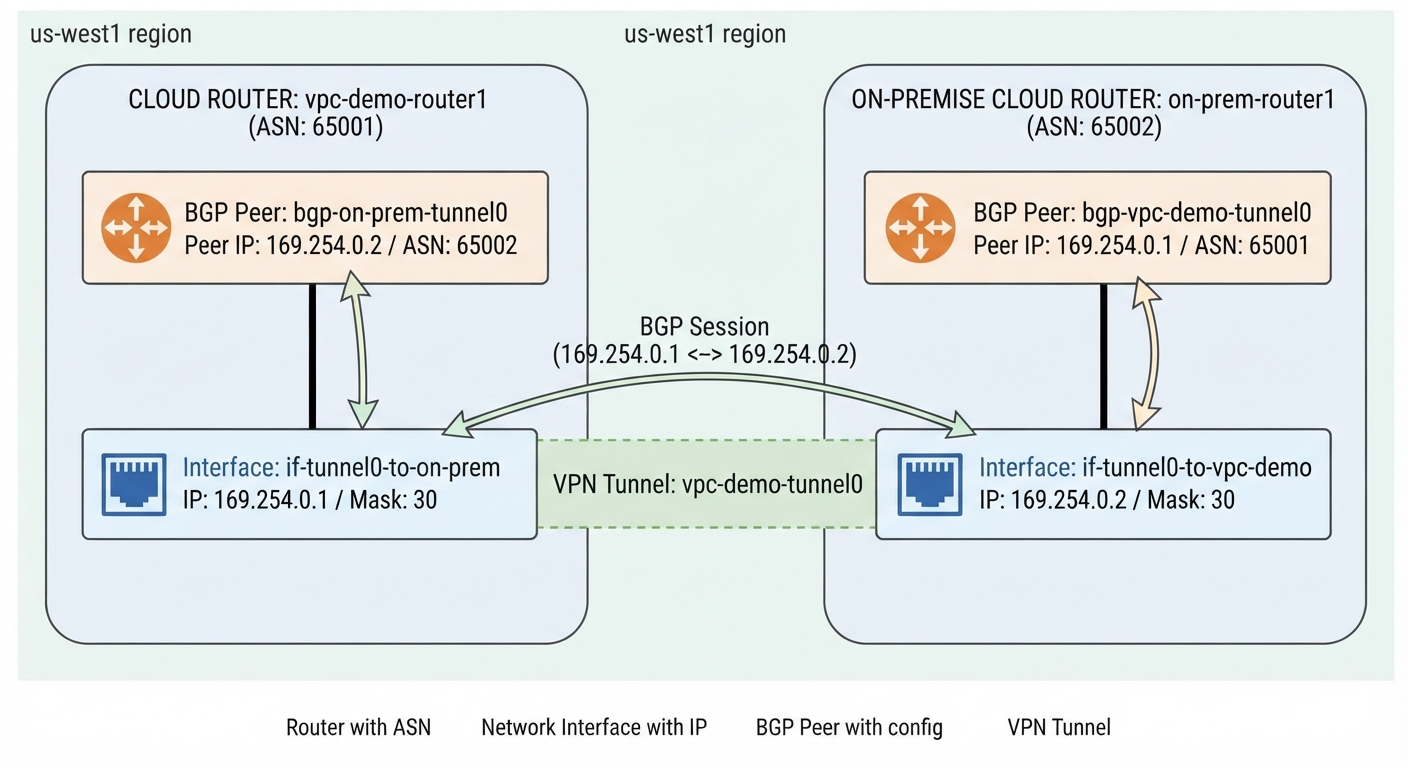 us-west1 region
us-west1 region
CLOUD ROUTER: vpc-demo-router1
(ASN: 65001)
BGP Peer: bgp-on-prem-tunnel0
Peer IP: 169.254.0.2 / ASN: 65002
Interface: if-tunnel0-to-on-prem
IP: 169.254.0.1 / Mask: 30
BGP Session
(169.254.0.1 <--> 169.254.0.2)
VPN Tunnel: vpc-demo-tunnel0
ON-PREMISE CLOUD ROUTER: on-prem-router1
(ASN: 65002)
BGP Peer: bgp-vpc-demo-tunnel0
Peer IP: 169.254.0.1 / ASN: 65001
Interface: if-tunnel0-to-vpc-demo
IP: 169.254.0.2 / Mask: 30
Router with ASN
Network Interface with IP
BGP Peer with config
VPN Tunnel